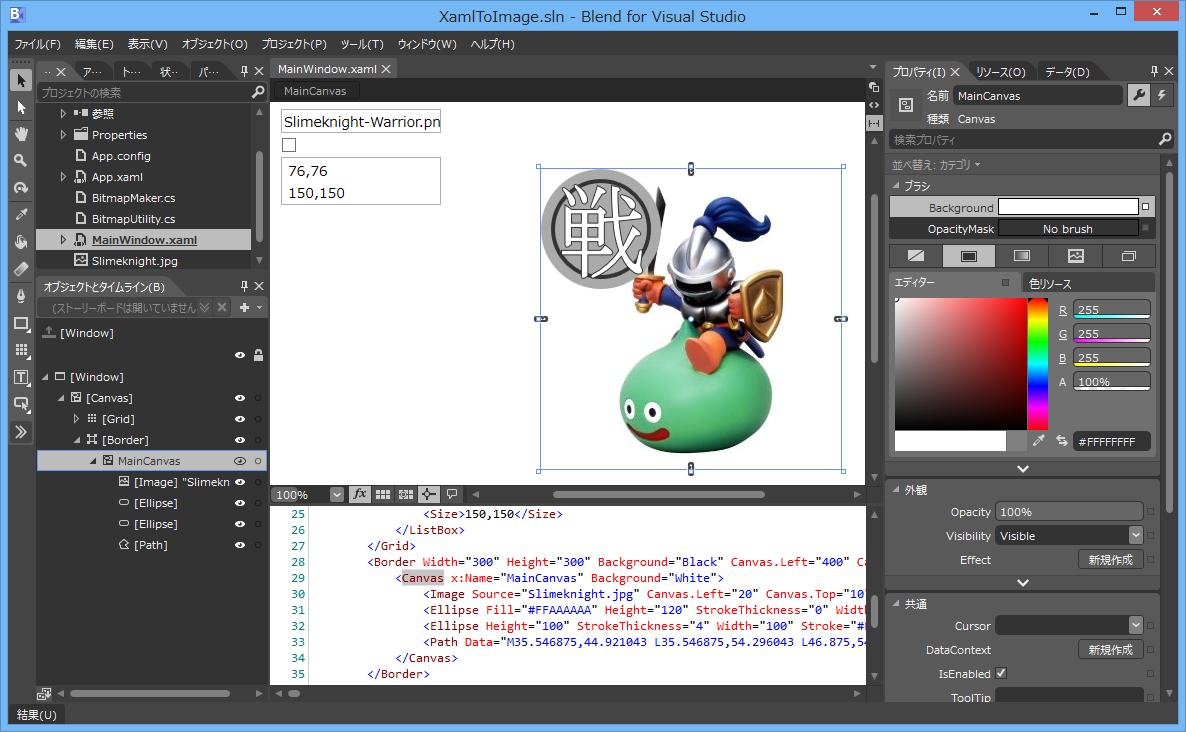 XamlToImage.sln - Blend for Visual Studio
ファイル(F) 編集(E) 表示(V) オブジェクト(O) プロジェクト(P) ツール(T) ウィンドウ(W) ヘルプ(H)
ア... ト... 状... パ...
プロジェクトの検索
参照
Properties
App.config
App.xaml
BitmapMaker.cs
BitmapUtility.cs
MainWindow.xaml
Slimeknight.jpg
オブジェクトとタイムライン(B)
(ストーリーボードは開いていません
[Window]
[Window]
[Canvas]
[Grid]
[Border]
MainCanvas
[Image] "Slimekn
[Ellipse]
[Ellipse]
[Path]
結果(U)
MainWindow.xaml
MainCanvas
Slimeknight-Warrior.pn
76,76
150,150
戦
100%
fx
25 <Size>150,150</Size>
26 </ListBox>
27 </Grid>
28 <Border Width="300" Height="300" Background="Black" Canvas.Left="400"
29 <Canvas x:Name="MainCanvas" Background="White">
30 <Image Source="Slimeknight.jpg" Canvas.Left="20" Canvas.Top="10
31 <Ellipse Fill="#FFAAAAAA" Height="120" StrokeThickness="0" Widt
32 <Ellipse Height="100" StrokeThickness="4" Width="100" Stroke="#
33 <Path Data="M35.546875,44.921043 L35.546875,54.296043 L46.875,54
34 </Canvas>
35 </Border>
プロパティ(I) リソース(O) データ(D)
名前 MainCanvas
種類 Canvas
検索プロパティ
並べ替え: カテゴリ
ブラシ
Background
OpacityMask No brush
エディター 色リソース
R 255
G 255
B 255
A 100%
#FFFFFFFF
外観
Opacity 100%
Visibility Visible
Effect 新規作成
共通
Cursor
DataContext 新規作成
IsEnabled
ToolTip